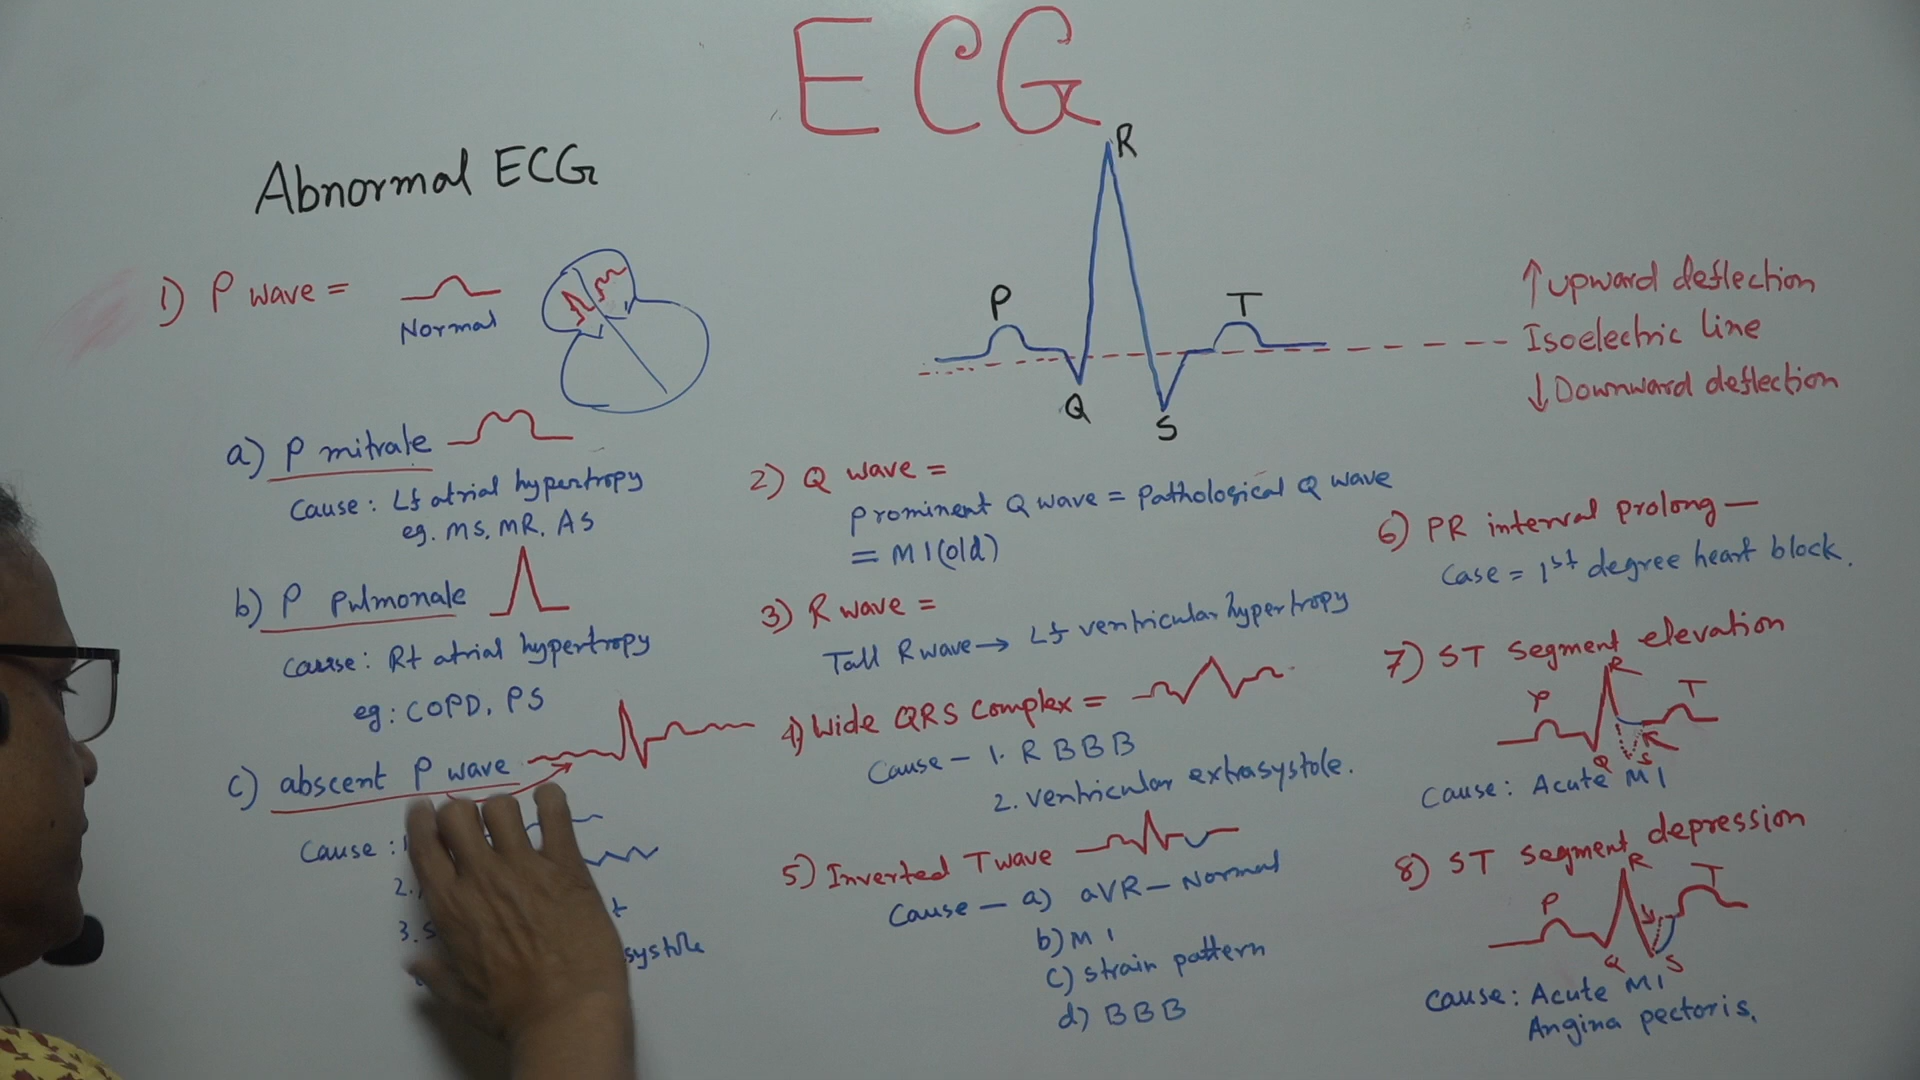 ECG
Abnormal ECG
1) P wave =
Normal
a) P mitrale
Cause: Lf atrial hypertropy
eg. MS, MR, AS
b) P Pulmonale
Cause: Rt atrial hypertropy
eg: COPD, PS
c) abscent P wave
Cause: 1
2.
3. S
systole
P
Q
R
S
T
↑ upward deflection
Isoelectric line
↓ Downward deflection
2) Q wave =
Prominent Q wave = Pathological Q wave
= MI (old)
3) R wave =
Tall R wave → Lf ventricular hypertropy
4) Wide QRS Complex =
Cause - 1. RBBB
2. ventricular extrasystole.
5) Inverted T wave
Cause - a) aVR - Normal
b) MI
c) Strain pattern
d) BBB
6) PR interval prolong -
Case = 1st degree heart block.
7) ST Segment elevation
P
Q
R
S
T
Cause: Acute MI
8) ST Segment depression
P
Q
R
S
T
Cause: Acute MI
Angina pectoris.